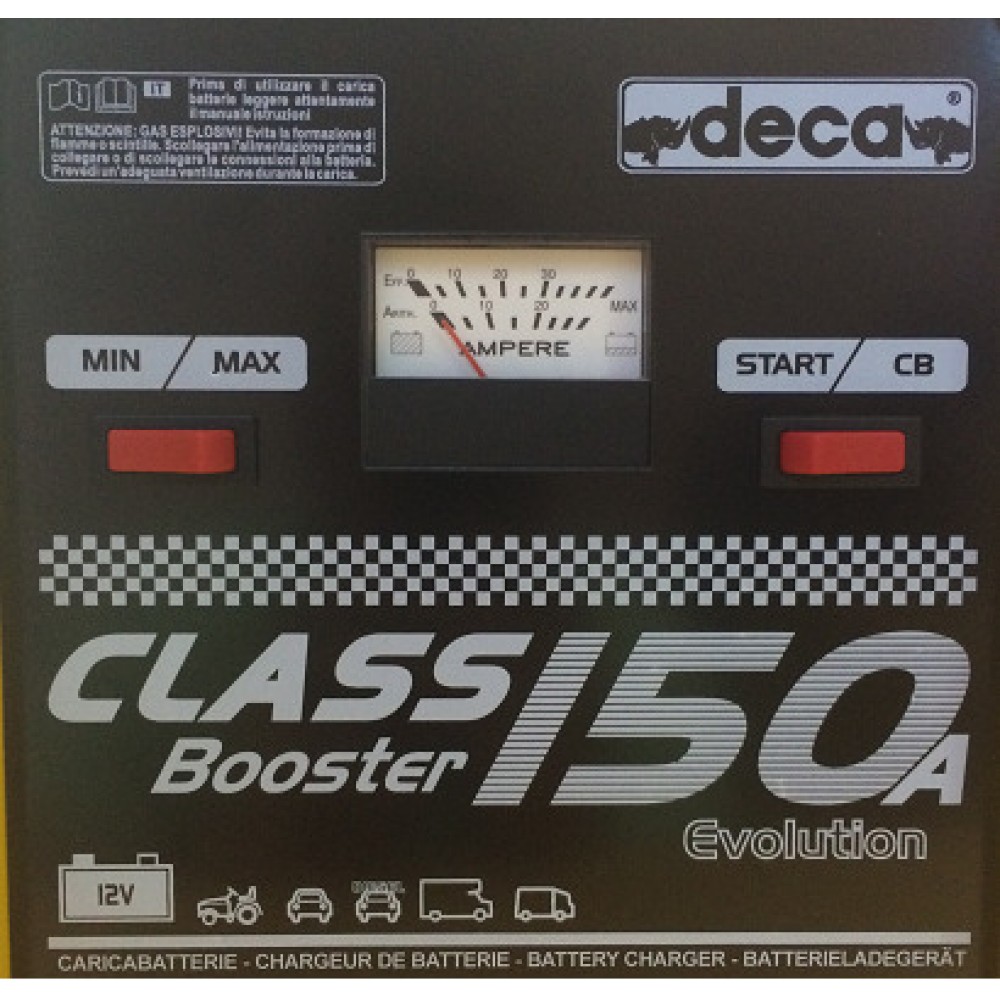 IT
Prima di utilizzare il carica
batterie leggere attentamente
il manuale istruzioni
ATTENZIONE: GAS ESPLOSIVI! Evita la formazione di
fiamme o scintille. Scollegare l'alimentazione prima di
collegare o di scollegare le connessioni alla batteria.
Prevedi un'adeguata ventilazione durante la carica.
deca®
Eff. 0 10 20 30
Arith. 0 10 20 MAX
AMPERE
MIN / MAX
START / CB
CLASS 150A
Booster
Evolution
12V
DIESEL
CARICABATTERIE - CHARGEUR DE BATTERIE - BATTERY CHARGER - BATTERIELADEGERÄT